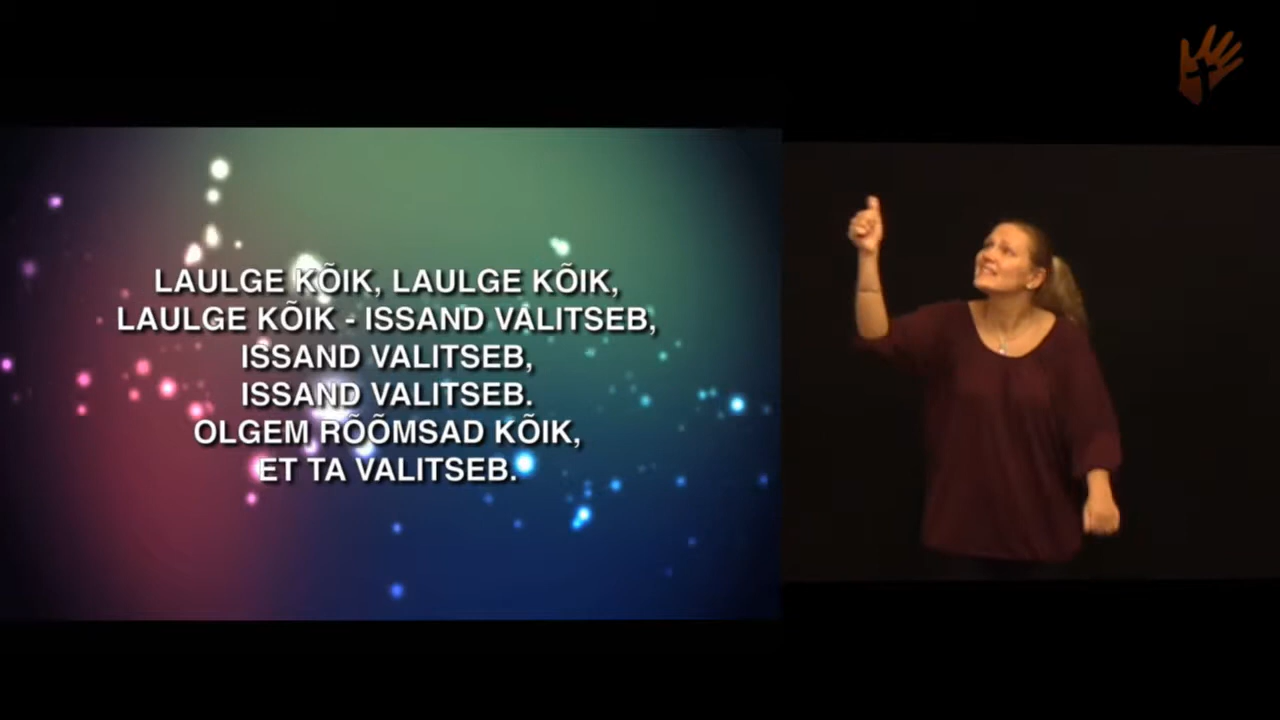 LAULGE KÕIK, LAULGE KÕIK,
LAULGE KÕIK - ISSAND VALITSEB,
ISSAND VALITSEB,
ISSAND VALITSEB.
OLGEM RÕÕMSAD KÕIK,
ET TA VALITSEB.